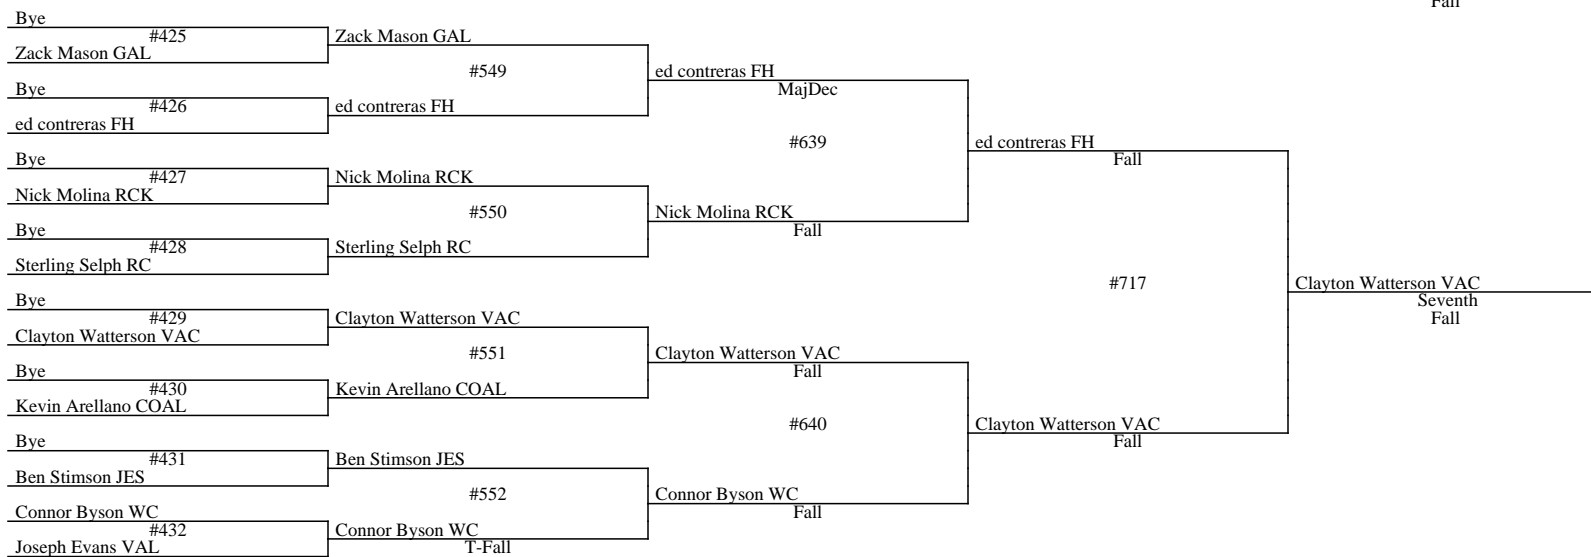 Fall
Bye
#425
Zack Mason GAL
Bye
#426
ed contreras FH
Bye
#427
Nick Molina RCK
Bye
#428
Sterling Selph RC
Bye
#429
Clayton Watterson VAC
Bye
#430
Kevin Arellano COAL
Bye
#431
Ben Stimson JES
Connor Byson WC
#432
Joseph Evans VAL
Zack Mason GAL
#549
ed contreras FH
Nick Molina RCK
#550
Sterling Selph RC
Clayton Watterson VAC
#551
Kevin Arellano COAL
Ben Stimson JES
#552
Connor Byson WC
T-Fall
ed contreras FH
MajDec
#639
Nick Molina RCK
Fall
Clayton Watterson VAC
Fall
#640
Connor Byson WC
Fall
ed contreras FH
Fall
#717
Clayton Watterson VAC
Fall
Clayton Watterson VAC
Seventh
Fall